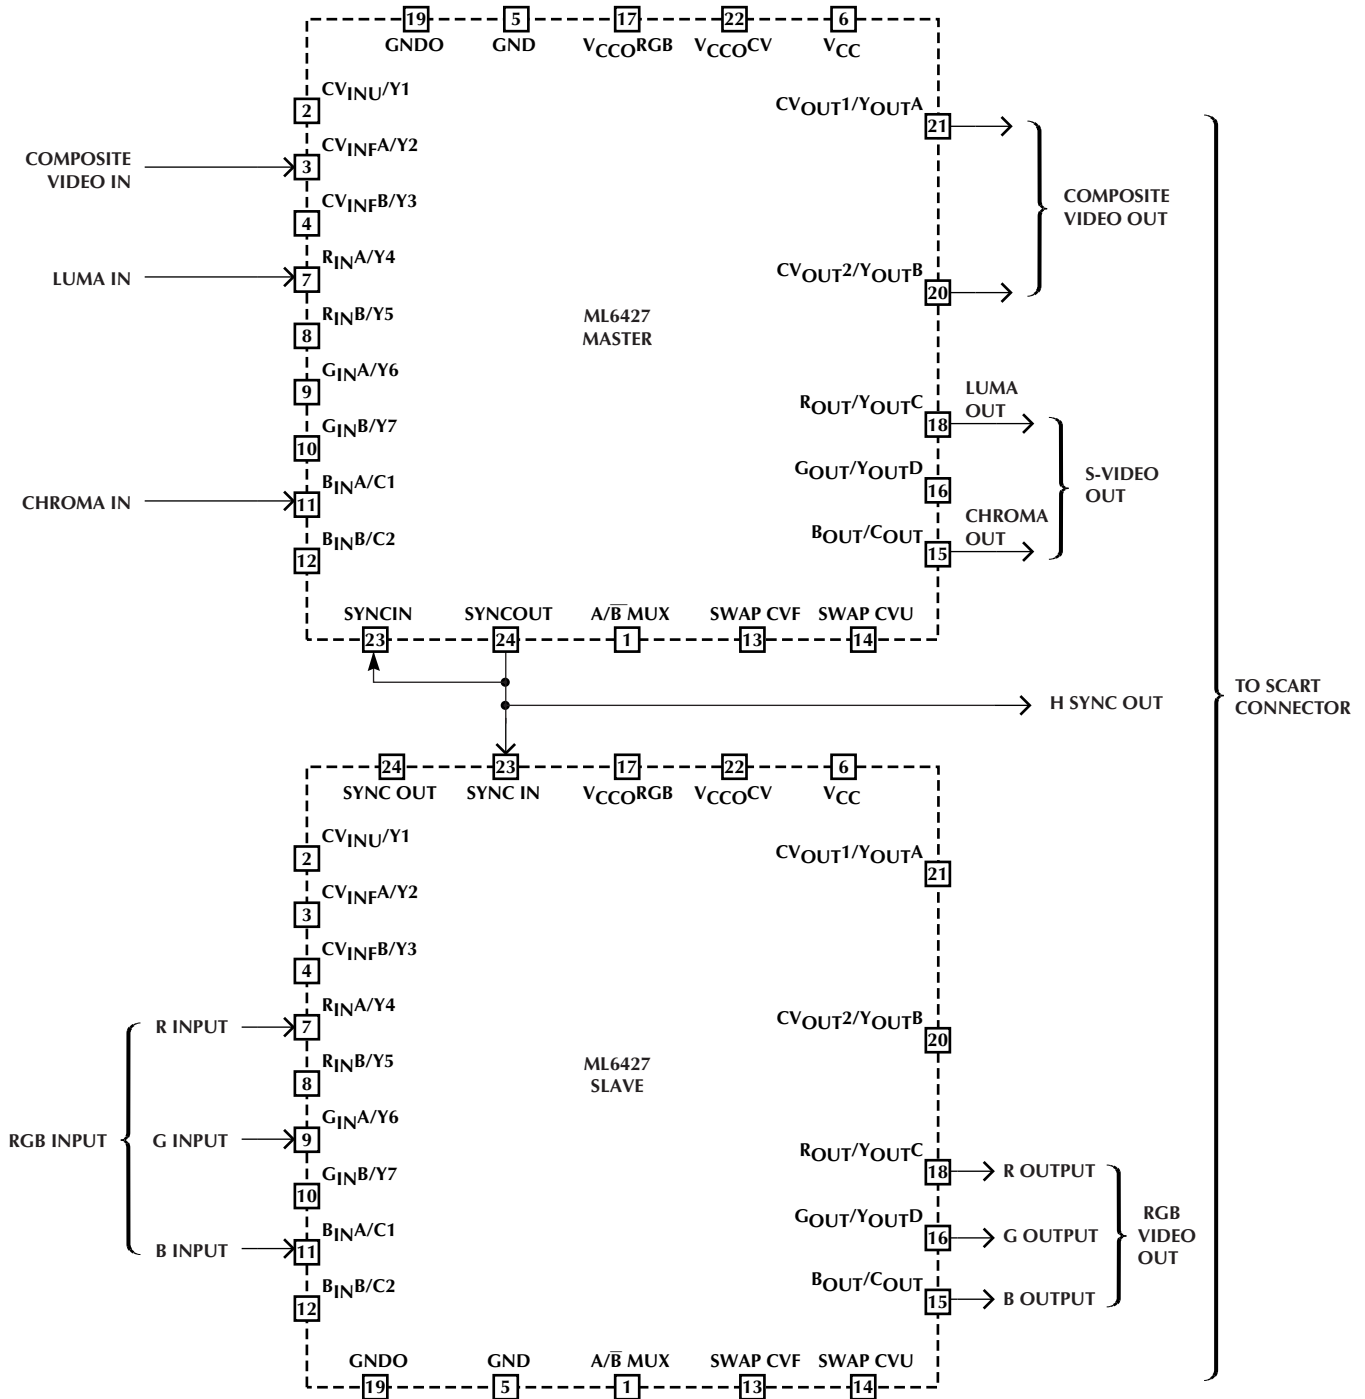 19 5 17 22 6
GNDO GND VCCORGB VCCOCV VCC
CVINU/Y1
2
CVOUT1/YOUTA
21
CVINFA/Y2
COMPOSITE
VIDEO IN
3
COMPOSITE
VIDEO OUT
CVINFB/Y3
4
RINA/Y4
LUMA IN
7
CVOUT2/YOUTB
20
RINB/Y5
8
ML6427
MASTER
GINA/Y6
9
ROUT/YOUTC
18
LUMA
OUT
GINB/Y7
10
GOUT/YOUTD
16
S-VIDEO
OUT
BINA/C1
CHROMA IN
11
BOUT/COUT
15
CHROMA
OUT
BINB/C2
12
SYNCIN SYNCOUT A/B̅ MUX SWAP CVF SWAP CVU
23 24 1 13 14
H SYNC OUT
TO SCART
CONNECTOR
24 23 17 22 6
SYNC OUT SYNC IN VCCORGB VCCOCV VCC
CVINU/Y1
2
CVOUT1/YOUTA
21
CVINFA/Y2
3
CVINFB/Y3
4
RINA/Y4
R INPUT
7
CVOUT2/YOUTB
20
RINB/Y5
8
ML6427
SLAVE
GINA/Y6
RGB INPUT
G INPUT
9
ROUT/YOUTC
18
R OUTPUT
GINB/Y7
10
GOUT/YOUTD
16
G OUTPUT
RGB
VIDEO
OUT
BINA/C1
B INPUT
11
BOUT/COUT
15
B OUTPUT
BINB/C2
12
GNDO GND A/B̅ MUX SWAP CVF SWAP CVU
19 5 1 13 14